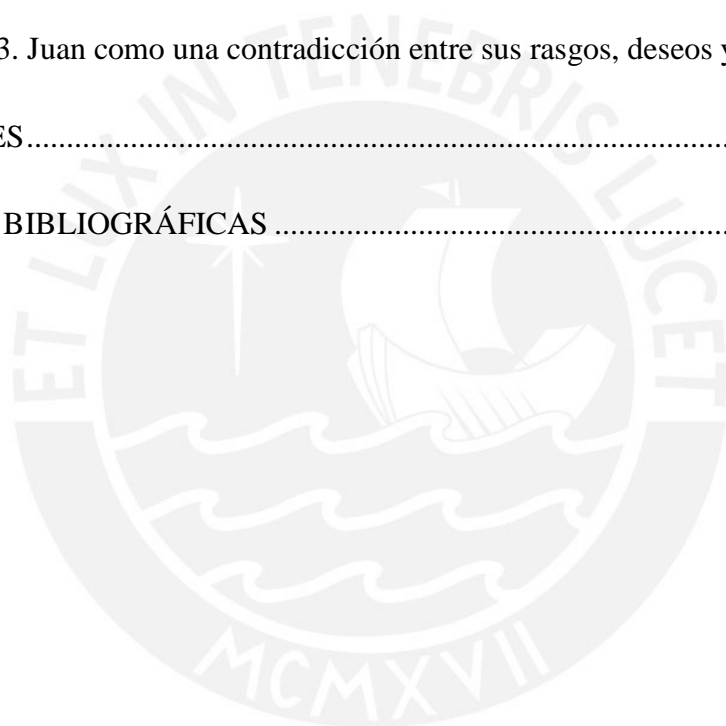 3. Juan como una contradicción entre sus rasgos, deseos y
ES....................................................................................................
BIBLIOGRÁFICAS ..........................................................
ET LUX IN TENEBRIS LUCET
MCMXVII